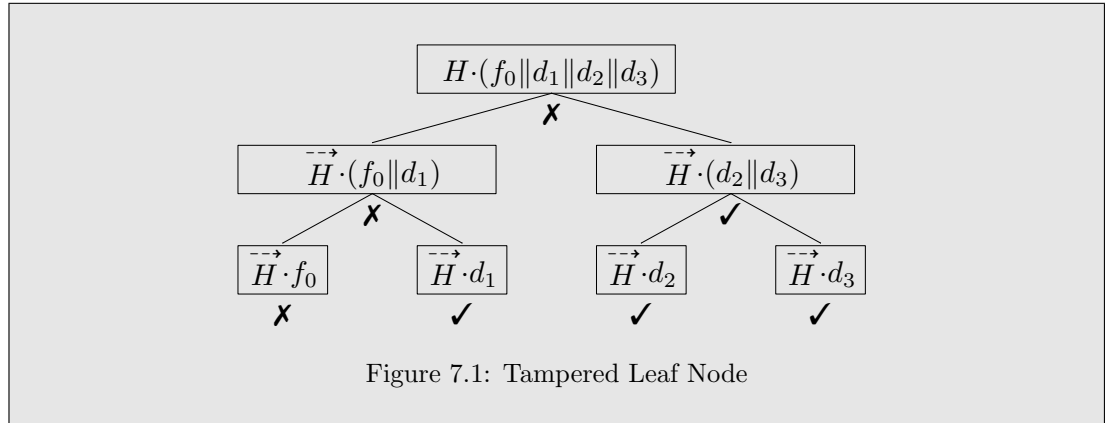 H·(f₀∥d₁∥d₂∥d₃)
✗
H⃗·(f₀∥d₁) H⃗·(d₂∥d₃)
✗ ✓
H⃗·f₀ H⃗·d₁ H⃗·d₂ H⃗·d₃
✗ ✓ ✓ ✓
Figure 7.1: Tampered Leaf Node